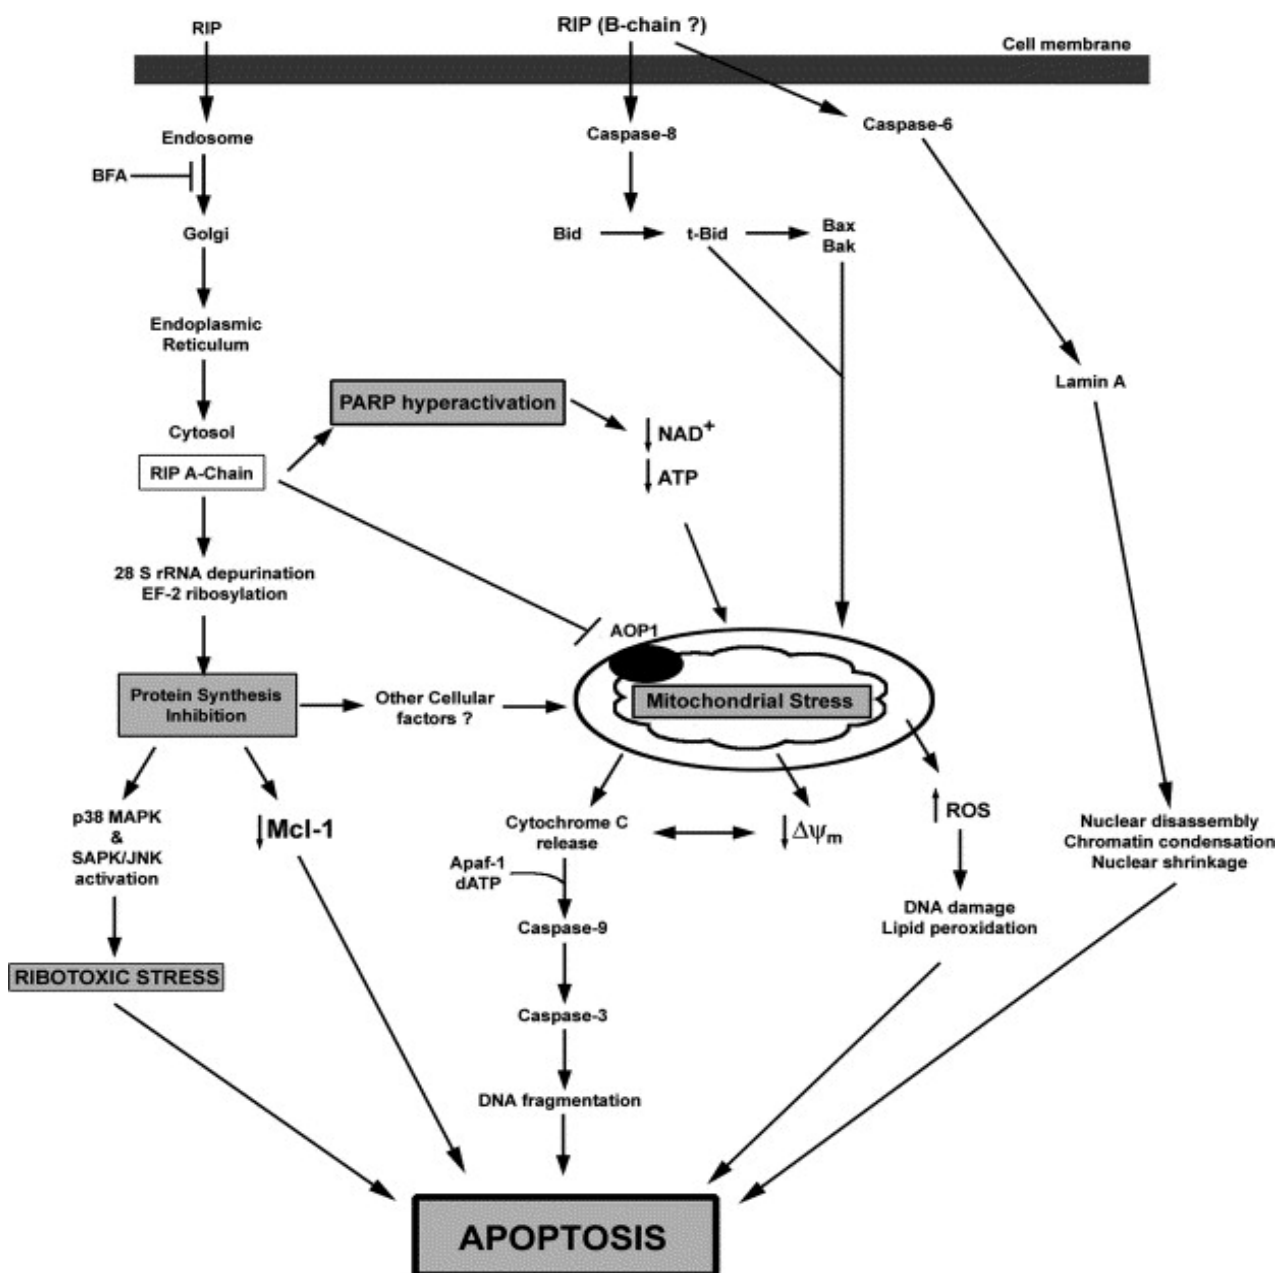 RIP
RIP (B-chain ?)
Cell membrane
Endosome
Caspase-8
Caspase-6
BFA
Golgi
Bid
t-Bid
Bax
Bak
Endoplasmic
Reticulum
Lamin A
PARP hyperactivation
NAD+
ATP
Cytosol
RIP A-Chain
28 S rRNA depurination
EF-2 ribosylation
AOP1
Mitochondrial Stress
Protein Synthesis
Inhibition
Other Cellular
factors ?
p38 MAPK
&
SAPK/JNK
activation
↓Mcl-1
Cytochrome C
release
↓Δψm
↑ROS
Nuclear disassembly
Chromatin condensation
Nuclear shrinkage
Apaf-1
dATP
Caspase-9
DNA damage
Lipid peroxidation
RIBOTOXIC STRESS
Caspase-3
DNA fragmentation
APOPTOSIS